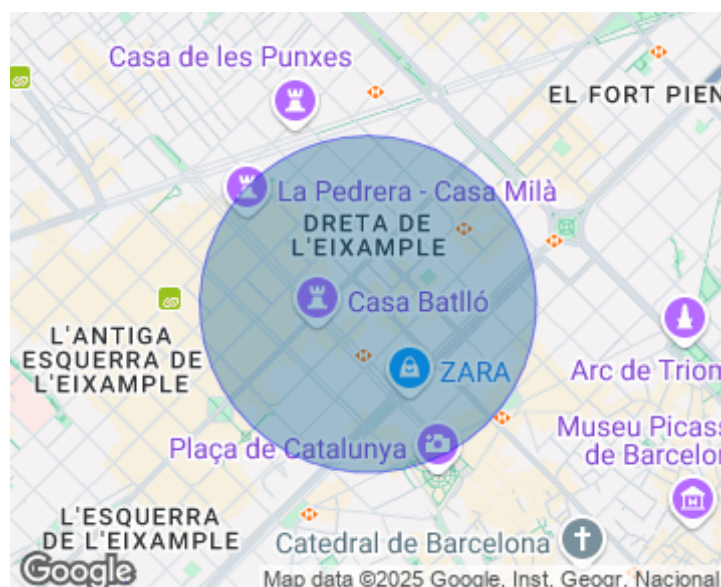 Casa de les Punxes
EL FORT PIEN
La Pedrera - Casa Milà
DRETA DE
L'EIXAMPLE
Casa Batlló
L'ANTIGA
ESQUERRA DE
L'EIXAMPLE
ZARA
Arc de Triom
Plaça de Catalunya
Museu Picass
de Barcelon
L'ESQUERRA
DE L'EIXAMPLE
Catedral de Barcelona
Google
Map data ©2025 Google, Inst. Geogr. Nacional